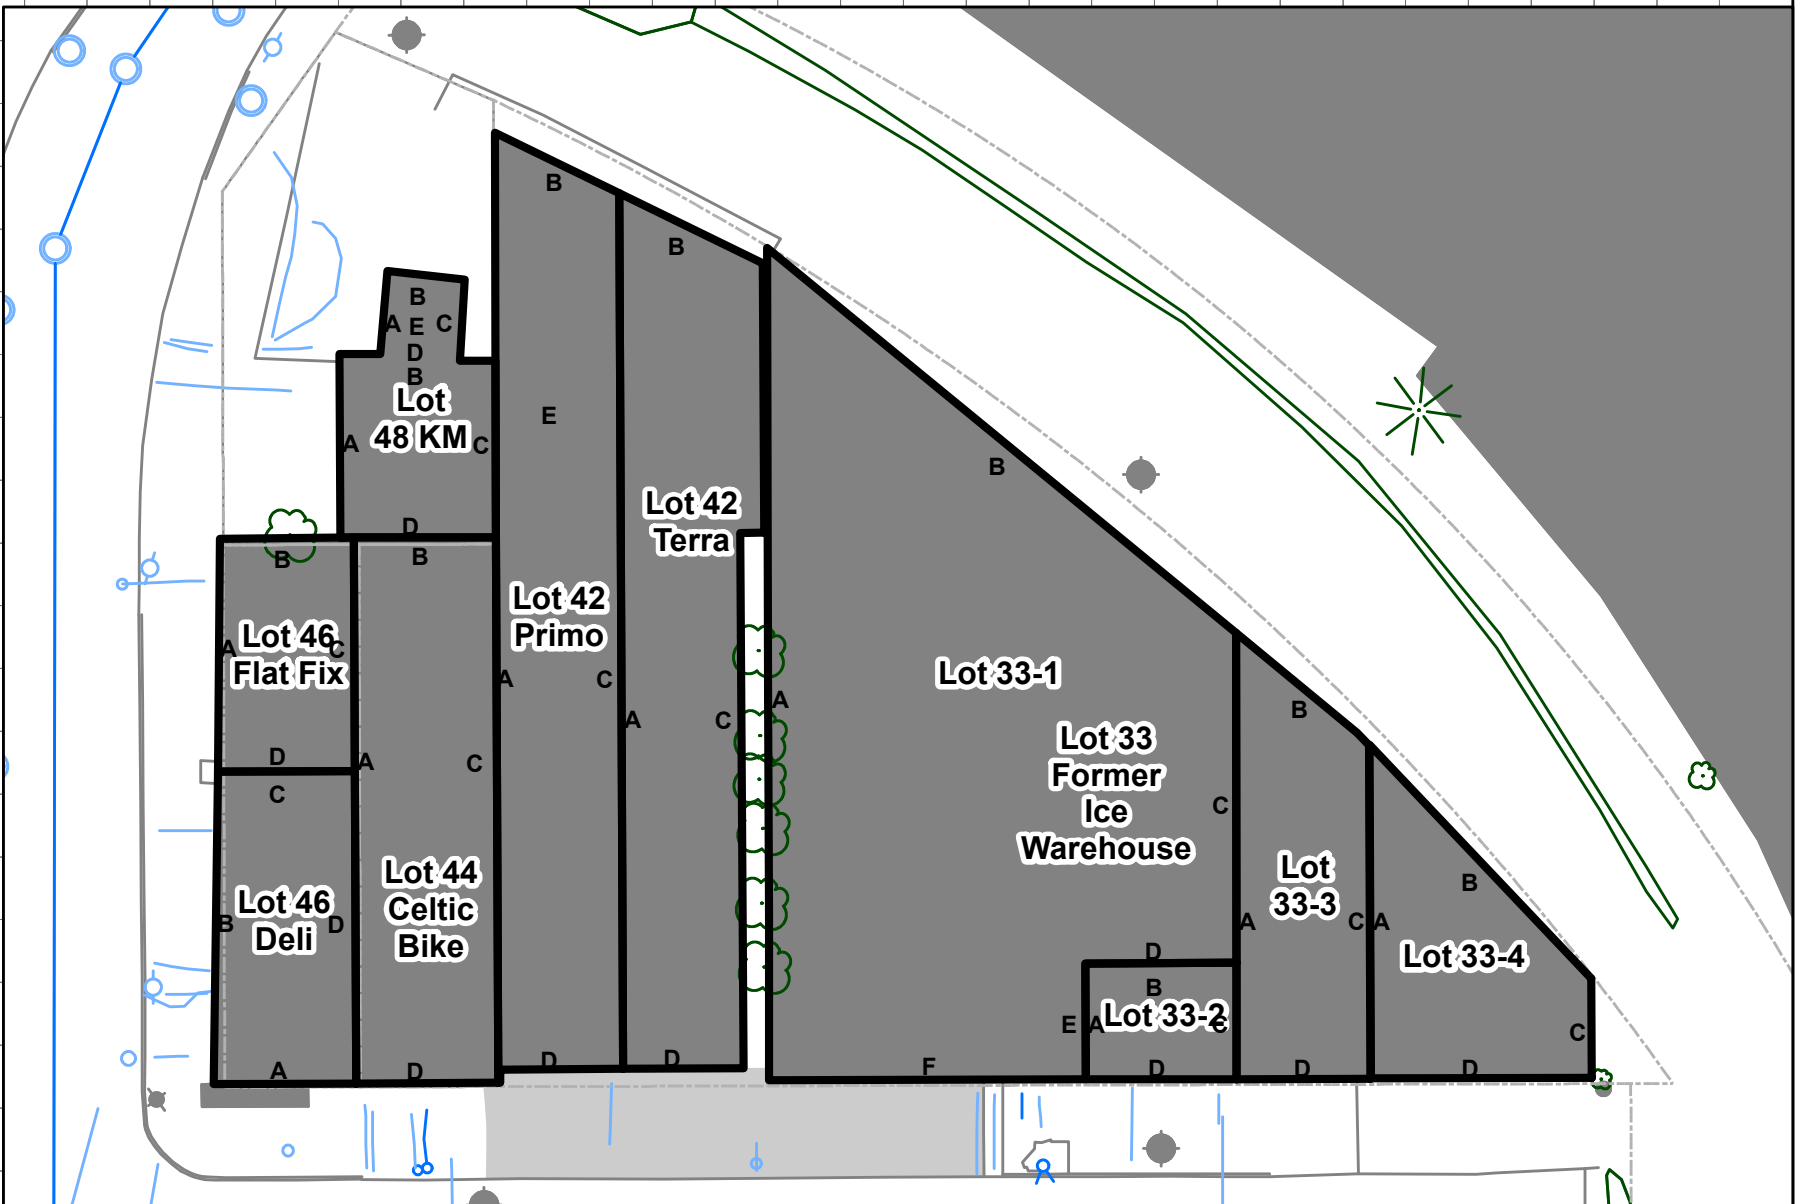 B
B
B
A E C
D
B
Lot
48 KM
A
C
D
E
B
Lot 42
Terra
B
B
Lot 42
Primo
Lot 46
Flat Fix
A
C
A
C
A
C
A
Lot 33-1
B
D
C
A
C
Lot 33
Former
Ice
Warehouse
C
Lot 44
Celtic
Bike
Lot 46
Deli
B
D
Lot
33-3
A
C
B
A
Lot 33-4
D
B
E
A
Lot 33-2
C
C
A
D
D
D
F
D
D
D